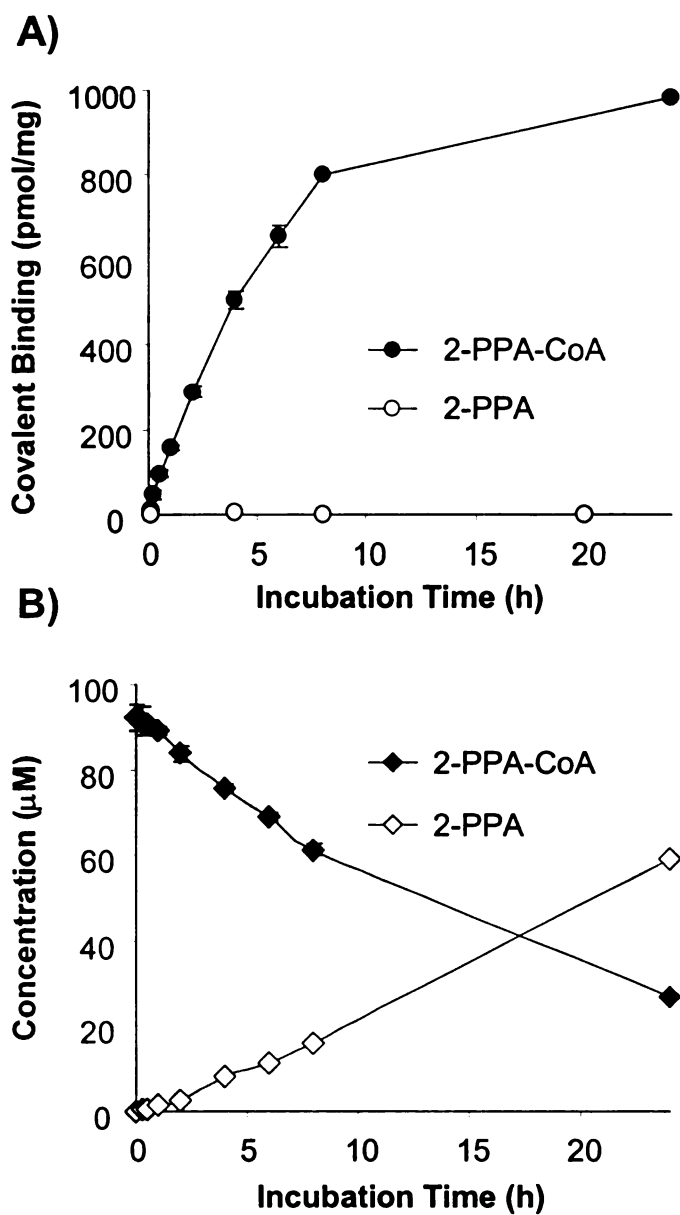 A)
Covalent Binding (pmol/mg)
1000
800
600
400
200
0
2-PPA-CoA
2-PPA
0 5 10 15 20
Incubation Time (h)
B)
Concentration (μM)
100
80
60
40
20
0
2-PPA-CoA
2-PPA
0 5 10 15 20
Incubation Time (h)